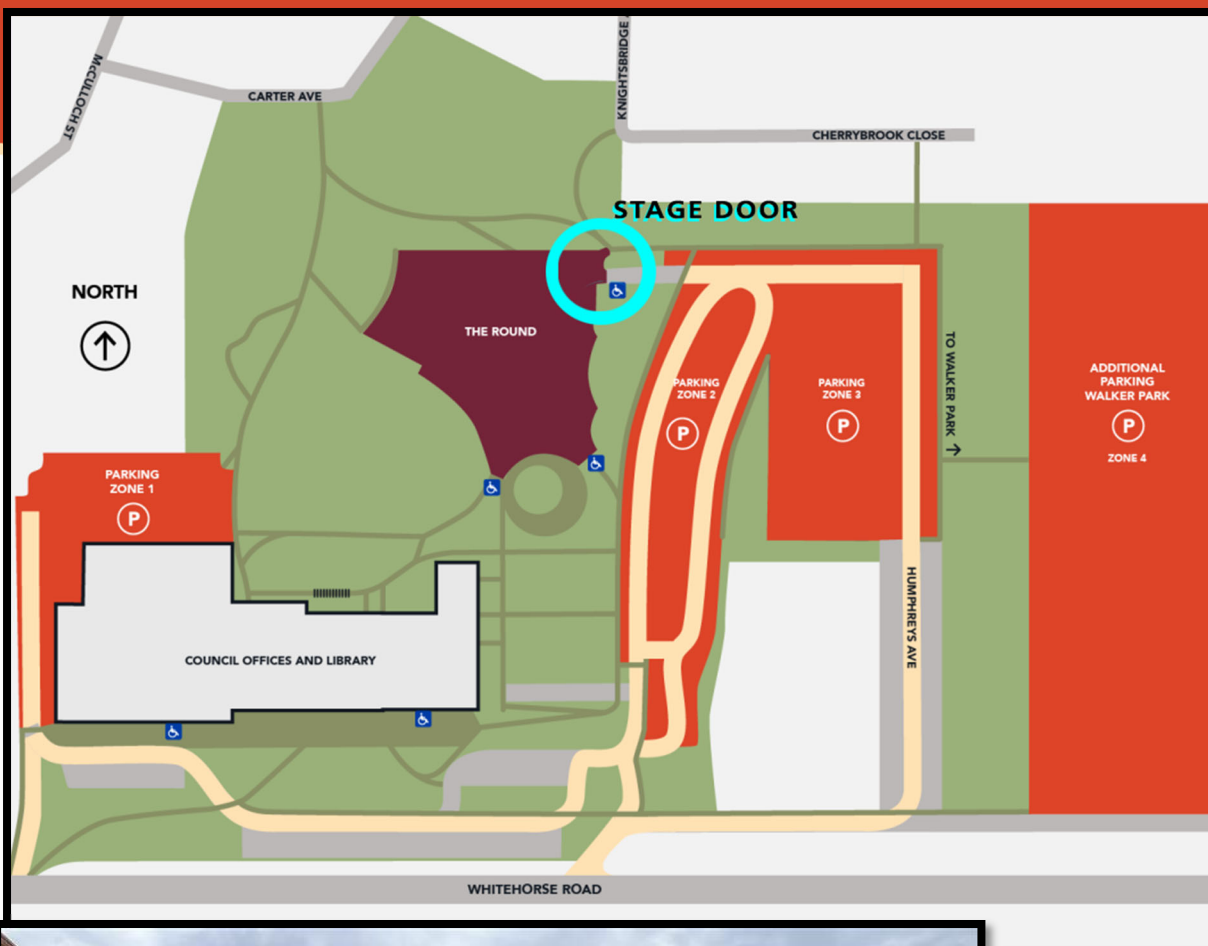 McCULLOCH ST
CARTER AVE
KNIGHTSBRIDGE
CHERRYBROOK CLOSE
STAGE DOOR
NORTH
THE ROUND
PARKING
ZONE 2
P
PARKING
ZONE 3
P
TO WALKER PARK
ADDITIONAL
PARKING
WALKER PARK
P
ZONE 4
PARKING
ZONE 1
P
HUMPHREYS AVE
COUNCIL OFFICES AND LIBRARY
WHITEHORSE ROAD